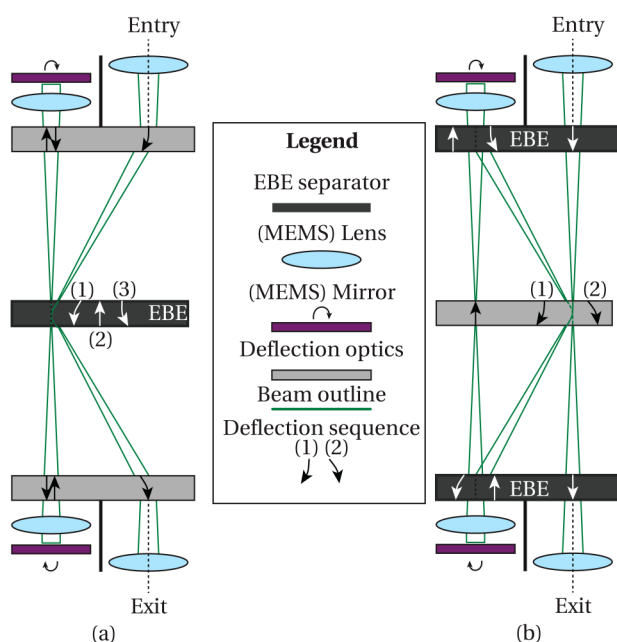 Entry
(1)
(3)
EBE
(2)
Exit
(a)
Legend
EBE separator
(MEMS) Lens
(MEMS) Mirror
Deflection optics
Beam outline
Deflection sequence
(1) (2)
Entry
EBE
(1)
(2)
EBE
Exit
(b)